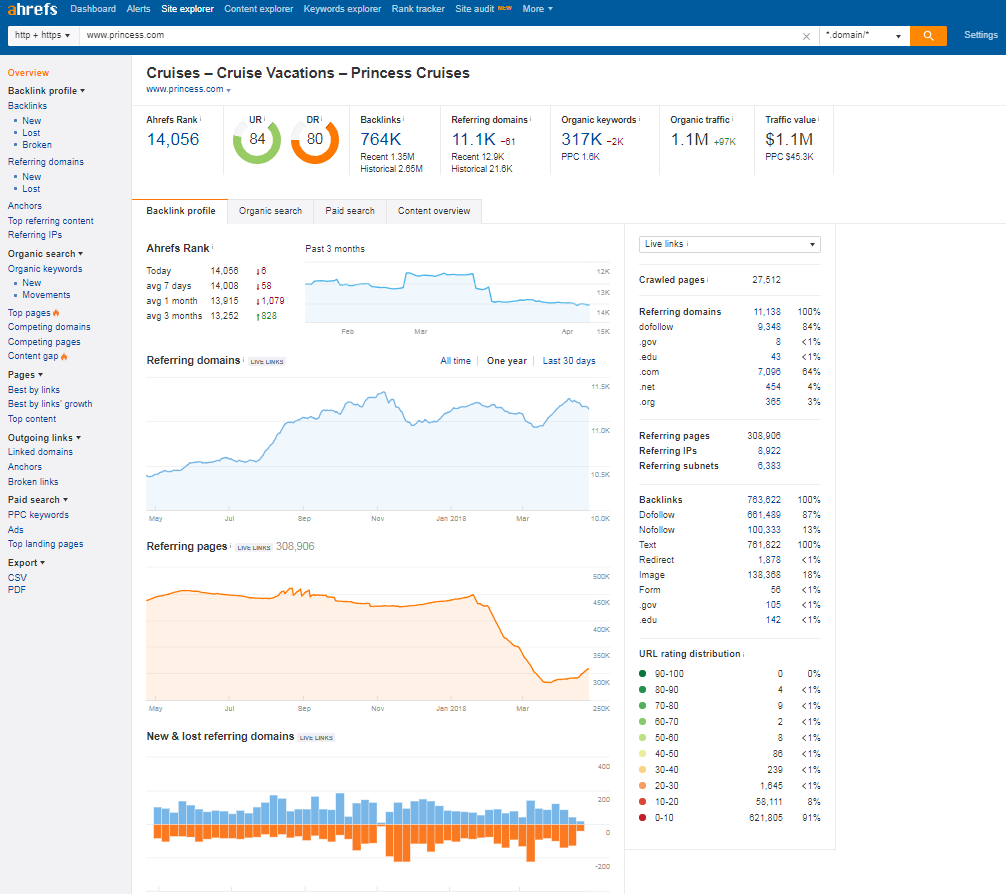 ahrefs Dashboard Alerts Site explorer Content explorer Keywords explorer Rank tracker Site audit NEW More
http + https www.princess.com × *.domain/* Settings
Overview
Backlink profile
Backlinks
New
Lost
Broken
Referring domains
New
Lost
Anchors
Top referring content
Referring IPs
Organic search
Organic keywords
New
Movements
Top pages
Competing domains
Competing pages
Content gap
Pages
Best by links
Best by links' growth
Top content
Outgoing links
Linked domains
Anchors
Broken links
Paid search
PPC keywords
Ads
Top landing pages
Export
CSV
PDF
Cruises – Cruise Vacations – Princess Cruises
www.princess.com
Ahrefs Rank i
14,056
UR i
84
DR i
80
Backlinks i
764K
Recent 1.35M
Historical 2.65M
Referring domains i
11.1K -61
Recent 12.9K
Historical 21.6K
Organic keywords i
317K -2K
PPC 1.6K
Organic traffic i
1.1M +97K
Traffic value i
$1.1M
PPC $45.3K
Backlink profile Organic search Paid search Content overview
Ahrefs Rank i
Today 14,056 ↓6
avg 7 days 14,008 ↓58
avg 1 month 13,915 ↓1,079
avg 3 months 13,252 ↑828
Past 3 months
12K
13K
14K
15K
Feb Mar Apr
Referring domains i LIVE LINKS All time One year Last 30 days
11.5K
11.0K
10.5K
10.0K
May Jul Sep Nov Jan 2018 Mar
Referring pages i LIVE LINKS 308,906
500K
450K
400K
350K
300K
250K
May Jul Sep Nov Jan 2018 Mar
New & lost referring domains LIVE LINKS
400
200
0
-200
Live links i
Crawled pages i 27,512
Referring domains 11,138 100%
dofollow 9,348 84%
.gov 8 <1%
.edu 43 <1%
.com 7,096 64%
.net 454 4%
.org 365 3%
Referring pages 308,906
Referring IPs 8,922
Referring subnets 6,383
Backlinks 763,622 100%
Dofollow 661,489 87%
Nofollow 100,333 13%
Text 761,822 100%
Redirect 1,878 <1%
Image 138,368 18%
Form 56 <1%
.gov 105 <1%
.edu 142 <1%
URL rating distribution i
90-100 0 0%
80-90 4 <1%
70-80 9 <1%
60-70 2 <1%
50-60 8 <1%
40-50 86 <1%
30-40 239 <1%
20-30 1,645 <1%
10-20 58,111 8%
0-10 621,805 91%